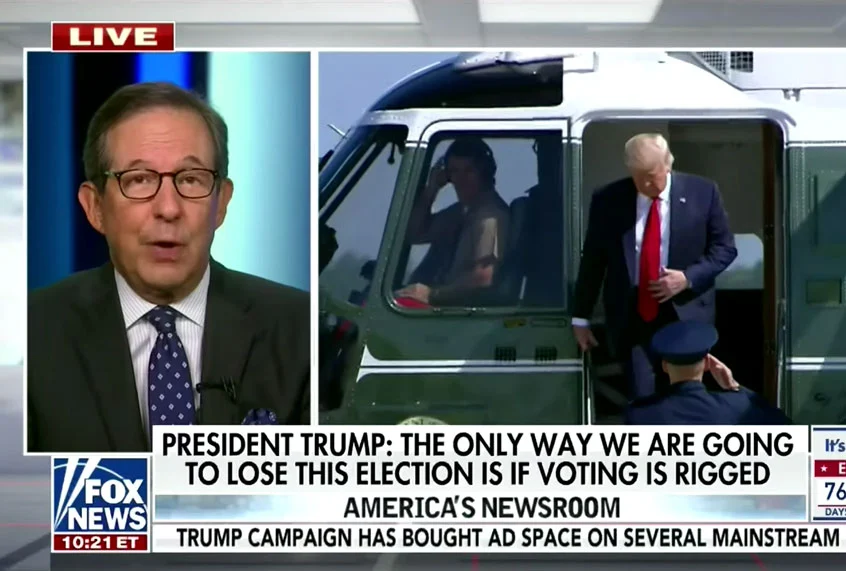 LIVE
PRESIDENT TRUMP: THE ONLY WAY WE ARE GOING
TO LOSE THIS ELECTION IS IF VOTING IS RIGGED
AMERICA'S NEWSROOM
TRUMP CAMPAIGN HAS BOUGHT AD SPACE ON SEVERAL MAINSTREAM
FOX
NEWS
10:21 ET
It's
E
76
DAYS